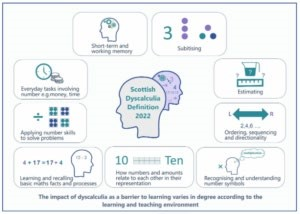 Short-term and
working memory
3
Subitising
Everyday tasks involving
number e.g.money, time
Scottish
Dyscalculia
Definition
2022
Estimating
Applying number skills
to solve problems
L R
2,4,6 ....
Ordering, sequencing and
directionality
4 + 17 = 17 + 4
Learning and recalling
basic maths facts and processes
10 Ten
How numbers and amounts
relate to each other in their
representation
Recognising and understanding
number symbols
The impact of dyscalculia as a barrier to learning varies in degree according to the
learning and teaching environment